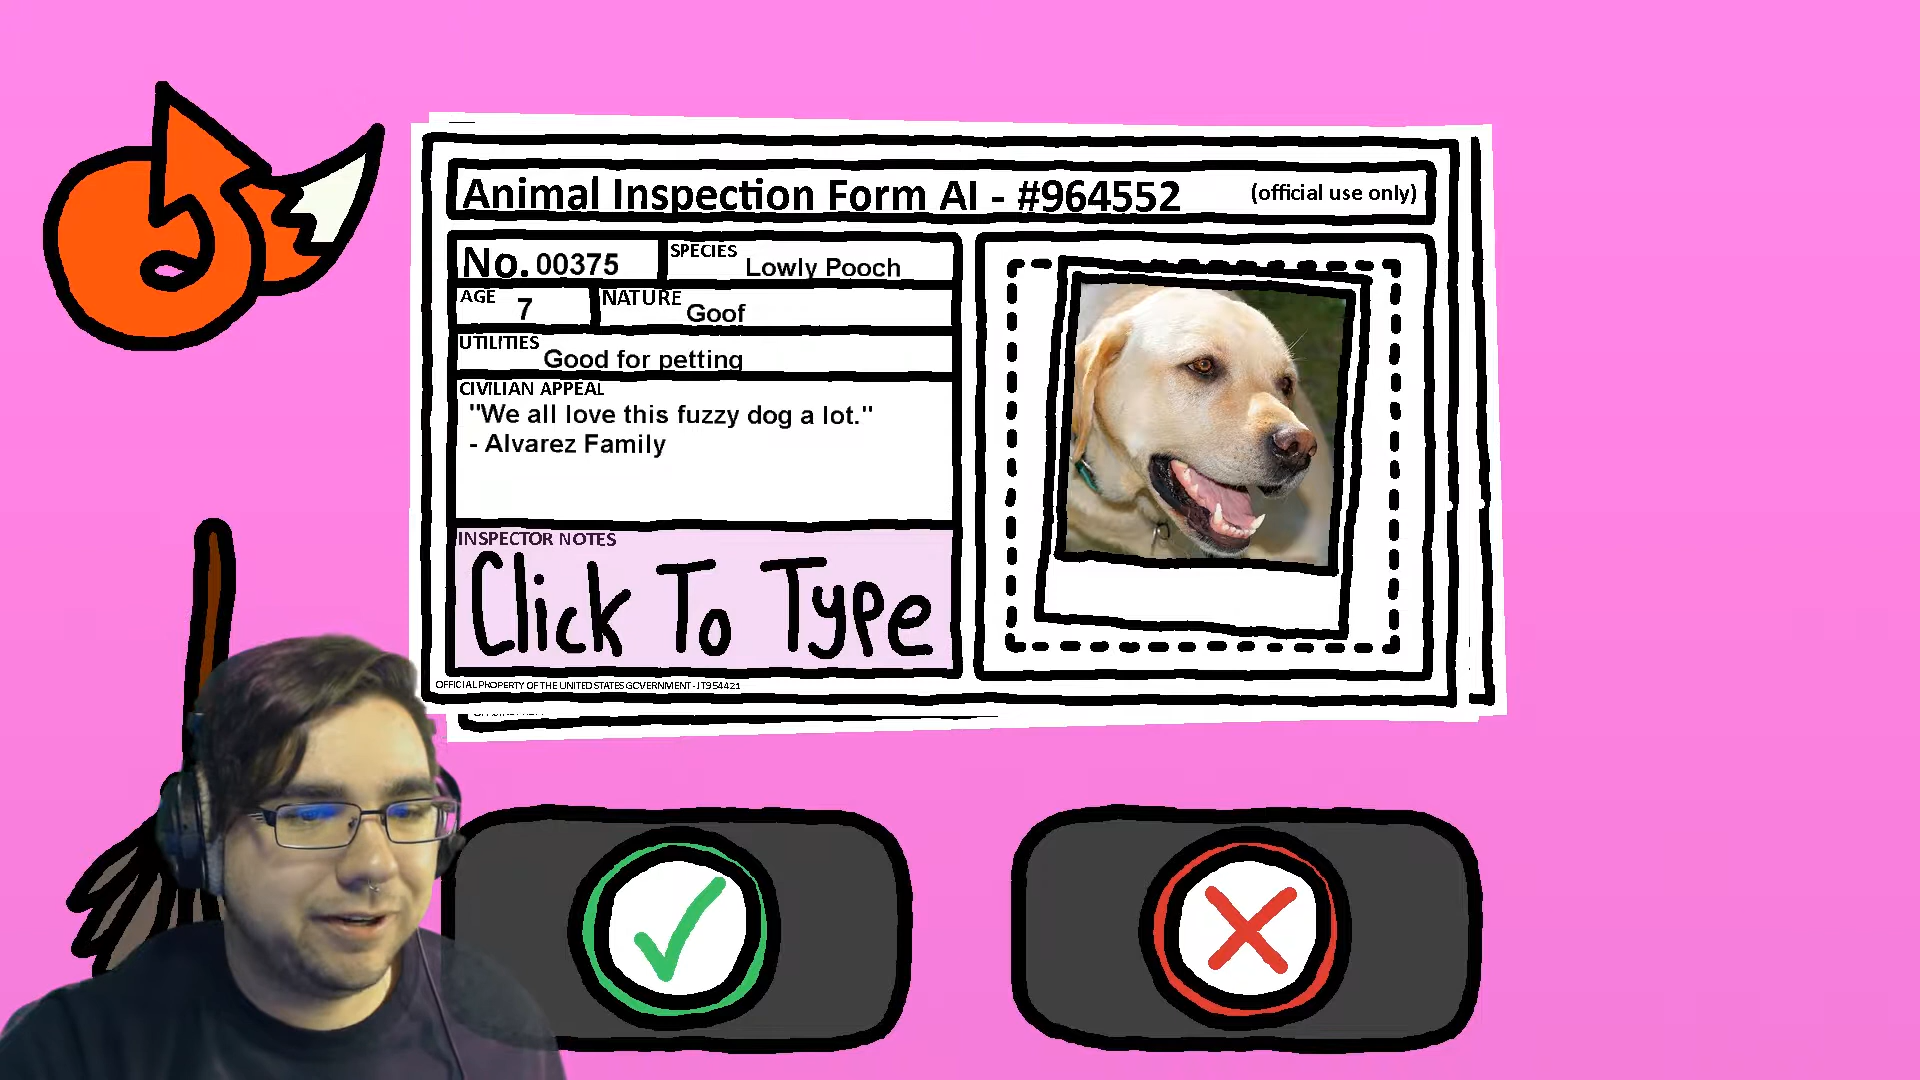 Animal Inspection Form AI - #964552
(official use only)
No. 00375
SPECIES Lowly Pooch
AGE 7
NATURE Goof
UTILITIES Good for petting
CIVILIAN APPEAL
"We all love this fuzzy dog a lot."
- Alvarez Family
INSPECTOR NOTES
Click To Type
OFFICIAL PROPERTY OF THE UNITED STATES GOVERNMENT - JT954421